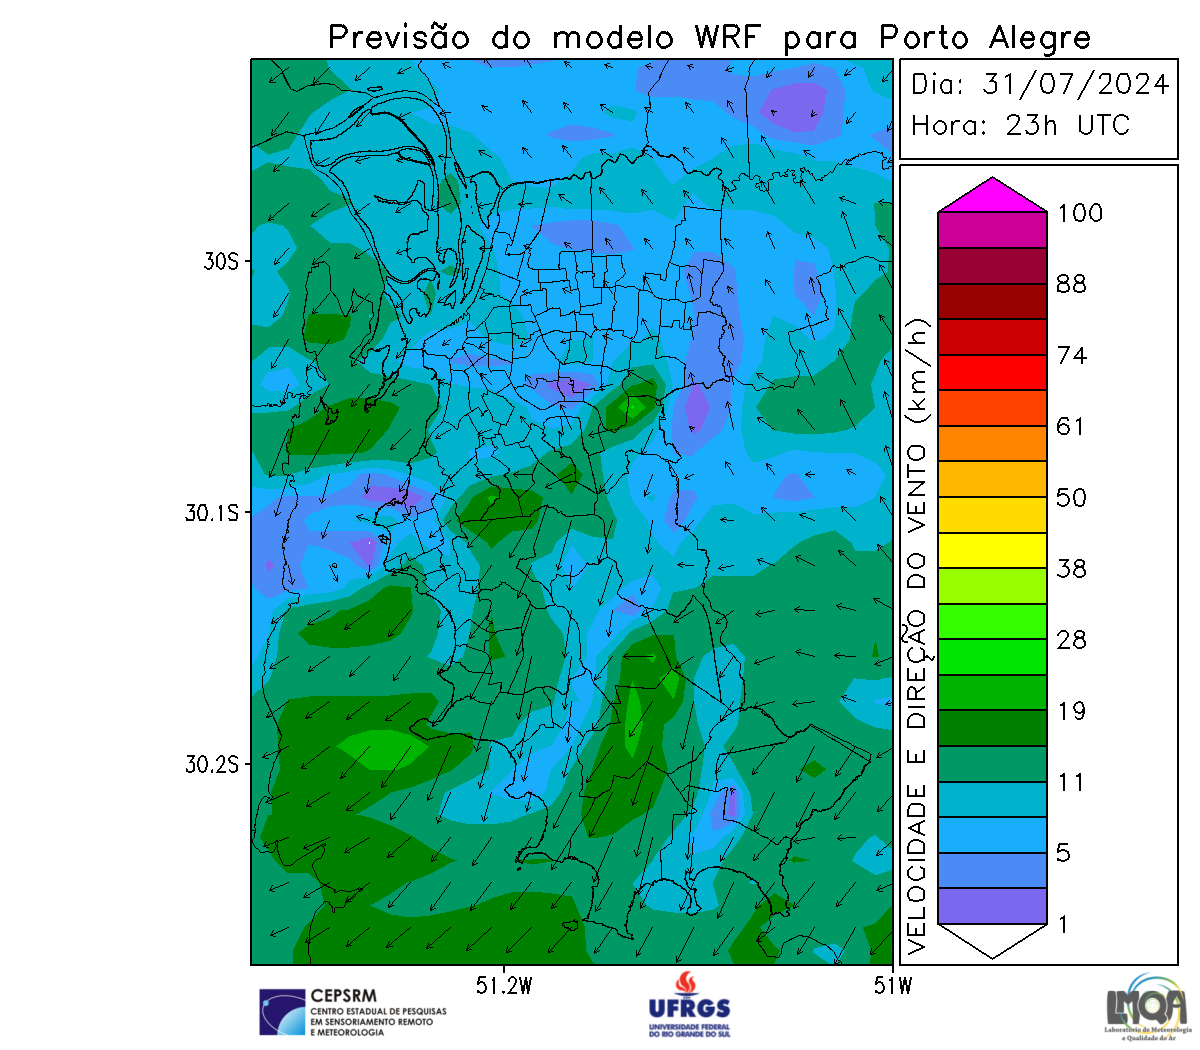 Previsão do modelo WRF para Porto Alegre
Dia: 31/07/2024
Hora: 23h UTC
30S
30.1S
30.2S
51.2W
51W
VELOCIDADE E DIREÇÃO DO VENTO (km/h)
100
88
74
61
50
38
28
19
11
5
1
CEPSRM
CENTRO ESTADUAL DE PESQUISAS
EM SENSORIAMENTO REMOTO
E METEOROLOGIA
UFRGS
UNIVERSIDADE FEDERAL
DO RIO GRANDE DO SUL
LMQA
Laboratório de Meteorologia
e Qualidade do Ar